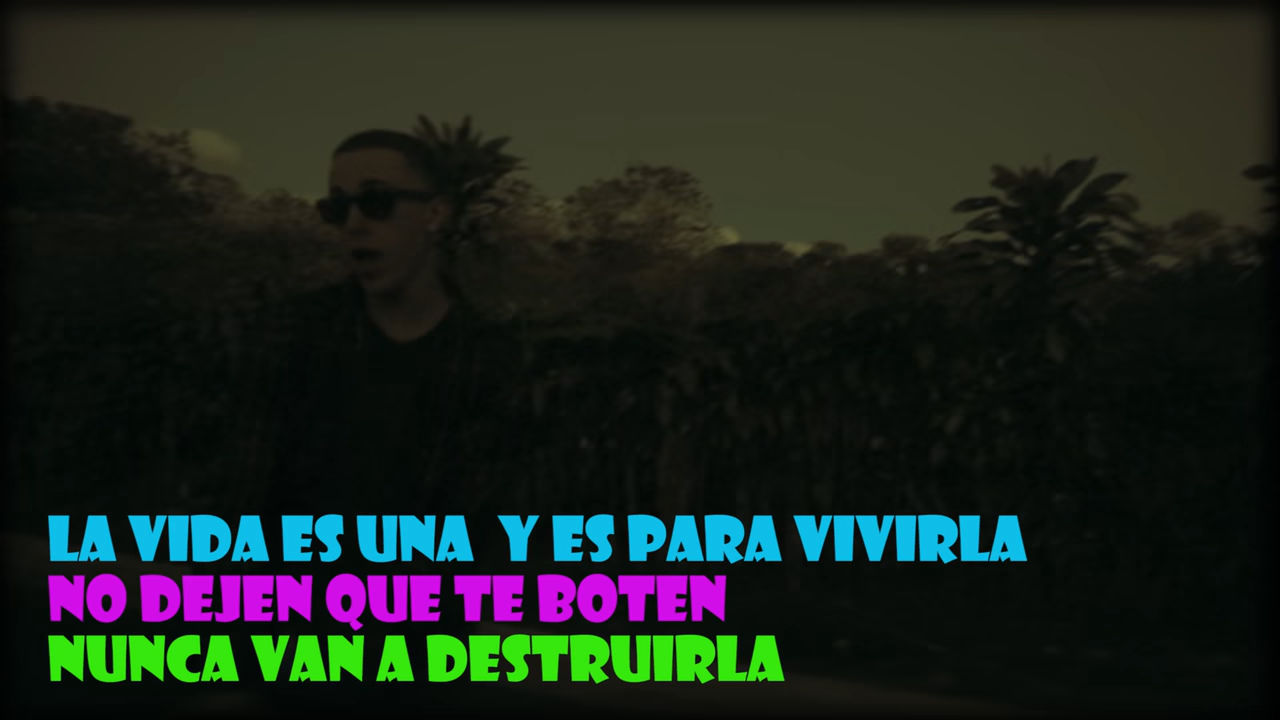 LA VIDA ES UNA  Y ES PARA VIVIRLA
NO DEJEN QUE TE BOTEN
NUNCA VAN A DESTRUIRLA